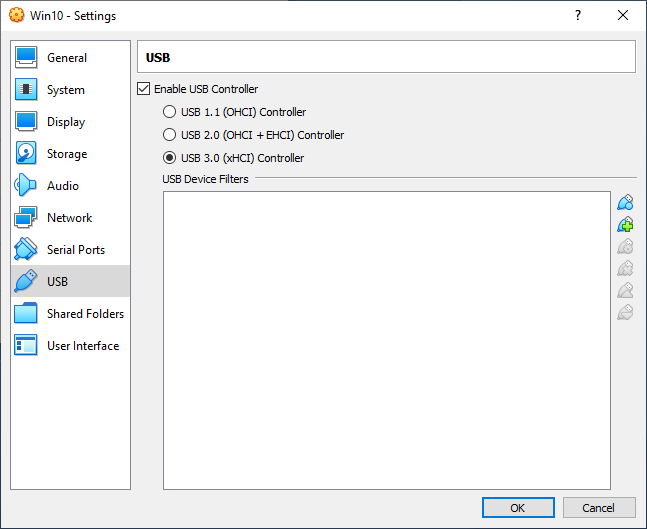 Win10 - Settings
?
General
System
Display
Storage
Audio
Network
Serial Ports
USB
Shared Folders
User Interface
USB
Enable USB Controller
USB 1.1 (OHCI) Controller
USB 2.0 (OHCI + EHCI) Controller
USB 3.0 (xHCI) Controller
USB Device Filters
OK
Cancel